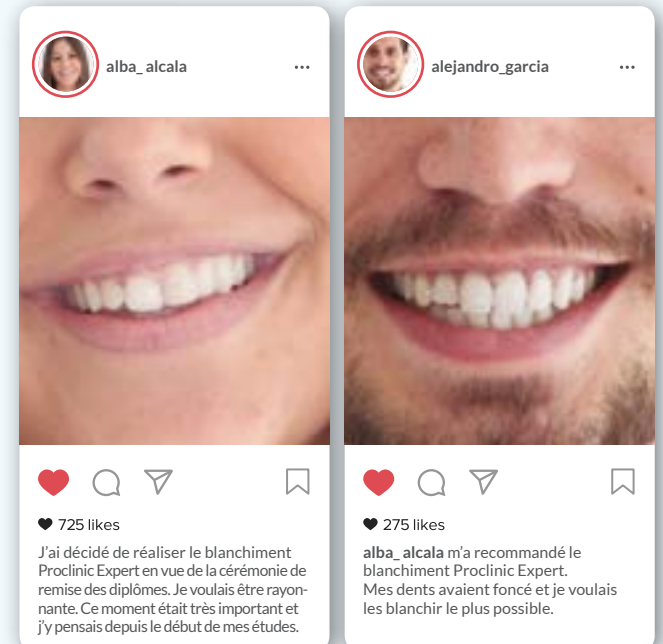 alba_ alcala
725 likes
J'ai décidé de réaliser le blanchiment
Proclinic Expert en vue de la cérémonie de
remise des diplômes. Je voulais être rayon-
nante. Ce moment était très important et
j'y pensais depuis le début de mes études.
alejandro_garcia
275 likes
alba_ alcala m'a recommandé le
blanchiment Proclinic Expert.
Mes dents avaient foncé et je voulais
les blanchir le plus possible.